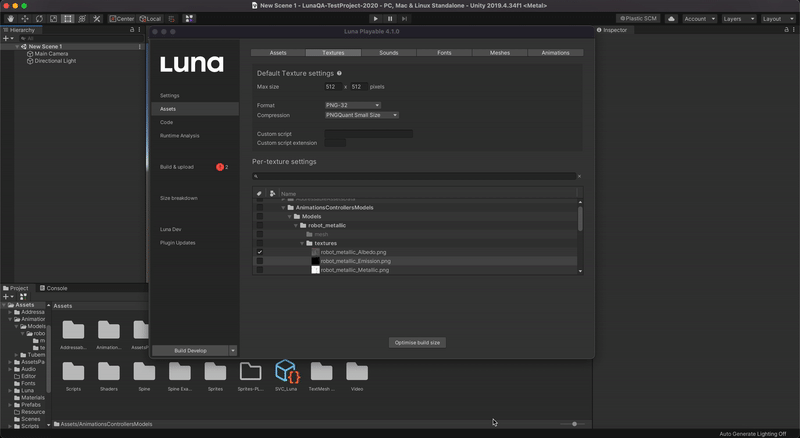 New Scene 1 - LunaQA-TestProject-2020 - PC, Mac & Linux Standalone - Unity 2019.4.34f1 <Metal>
Center Local Plastic SCM Account Layers Layout
Hierarchy Luna Playable 4.1.0 Inspector
All
New Scene 1
Main Camera
Directional Light
Luna
Settings
Assets
Code
Runtime Analysis
Build & upload 2
Size breakdown
Luna Dev
Plugin Updates
Build Develop
Assets Textures Sounds Fonts Meshes Animations
Default Texture settings
Max size 512 x 512 pixels
Format PNG-32
Compression PNGQuant Small Size
Custom script
Custom script extension
Per-texture settings
Name
AnimationsControllersModels
Models
robot_metallic
mesh
textures
robot_metallic_Albedo.png
robot_metallic_Emission.png
robot_metallic_Metallic.png
Optimise build size
Project Console
Assets
Addressa
Animation
Models
robo
m
te
Tubem
AssetsPa
Audio
Editor
Fonts
Luna
Materials
Prefabs
Resource
Scenes
Scripts
Assets
Addressab... Animation... AssetsP
Scripts Shaders Spine Spine Exa... Sprites Sprites-PL... SVC_Luna TextMesh ... Video
Assets/AnimationsControllersModels
Auto Generate Lighting Off